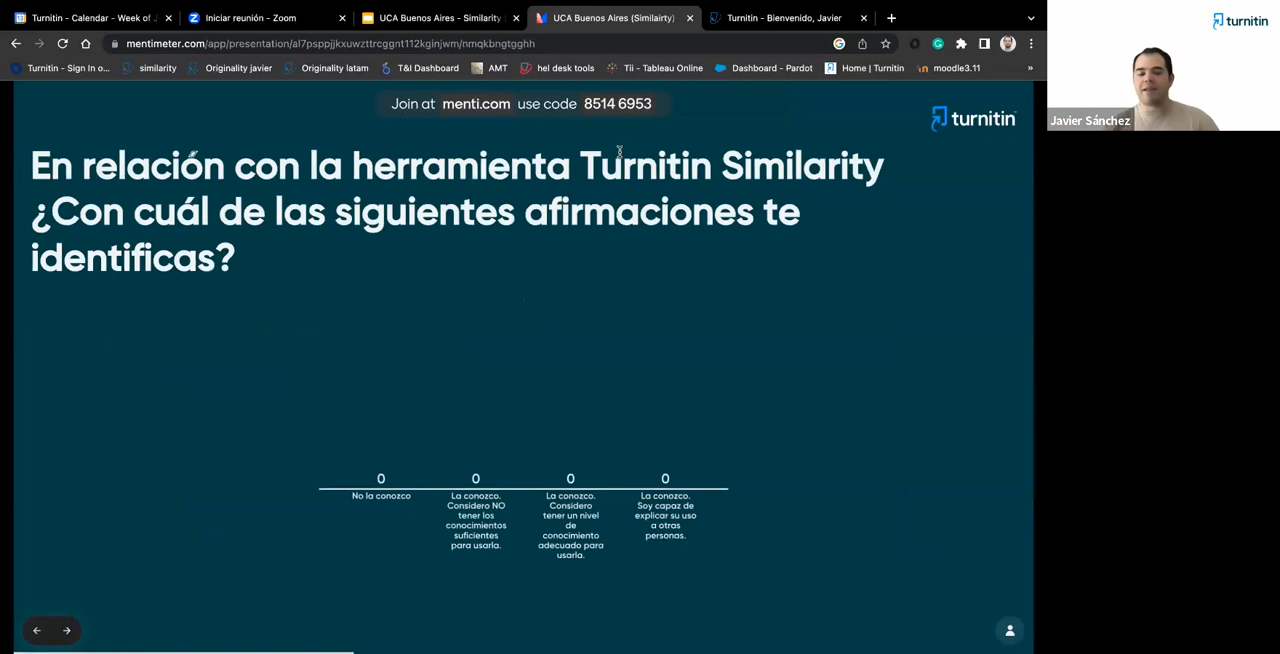 Turnitin - Calendar - Week of J
Iniciar reunión - Zoom
UCA Buenos Aires - Similarity
UCA Buenos Aires (Similairty)
Turnitin - Bienvenido, Javier
mentimeter.com/app/presentation/al7psppjjkxuwzttrcggnt112kginjwm/nmqkbngtgghh
Turnitin - Sign In o...
similarity
Originality javier
Originality latam
T&I Dashboard
AMT
hel desk tools
Tii - Tableau Online
Dashboard - Pardot
Home | Turnitin
moodle3.11
»
turnitin
Javier Sánchez
Join at menti.com use code 8514 6953
turnitin
En relación con la herramienta Turnitin Similarity
¿Con cuál de las siguientes afirmaciones te
identificas?
0
No la conozco
0
La conozco.
Considero NO
tener los
conocimientos
suficientes
para usarla.
0
La conozco.
Considero
tener un nivel
de
conocimiento
adecuado para
usarla.
0
La conozco.
Soy capaz de
explicar su uso
a otras
personas.